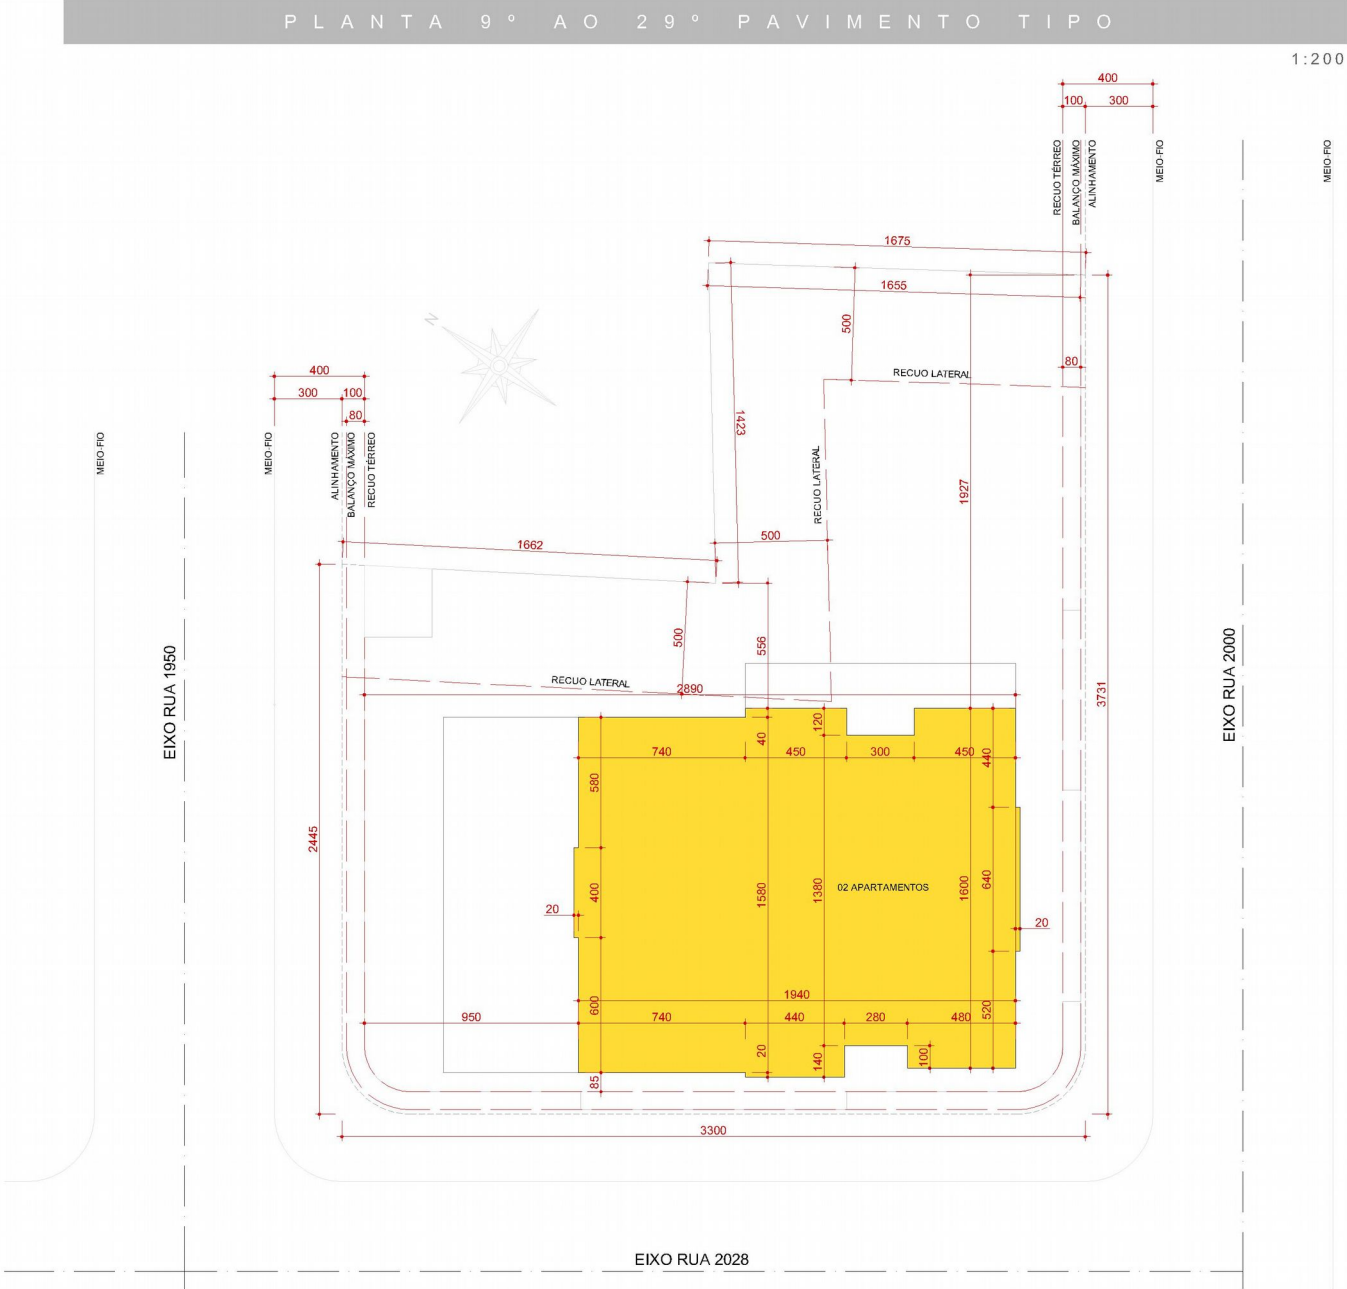 PLANTA 9º AO 29º PAVIMENTO TIPO
1:200
400
100 300
RECUO TÉRREO
BALANÇO MÁXIMO
ALINHAMENTO
MEIO-FIO
MEIO-FIO
1675
1655
500
80
RECUO LATERAL
N
400
300 100
80
1423
MEIO-FIO
MEIO-FIO
ALINHAMENTO
BALANÇO MÁXIMO
RECUO TÉRREO
RECUO LATERAL
1927
1662
500
500
556
EIXO RUA 1950
EIXO RUA 2000
RECUO LATERAL
2890
3731
120
40
740 450 300 450
440
580
2445
400
1580
1380
02 APARTAMENTOS
1600
640
20
20
1940
600
520
950 740 440 280 480
20
140
100
85
3300
EIXO RUA 2028